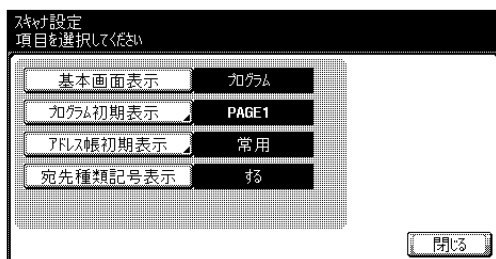 ｽｷｬﾅ設定
項目を選択してください
基本画面表示 ﾌﾟﾛｸﾞﾗﾑ
ﾌﾟﾛｸﾞﾗﾑ初期表示 PAGE1
ｱﾄﾞﾚｽ帳初期表示 常用
宛先種類記号表示 する
閉じる